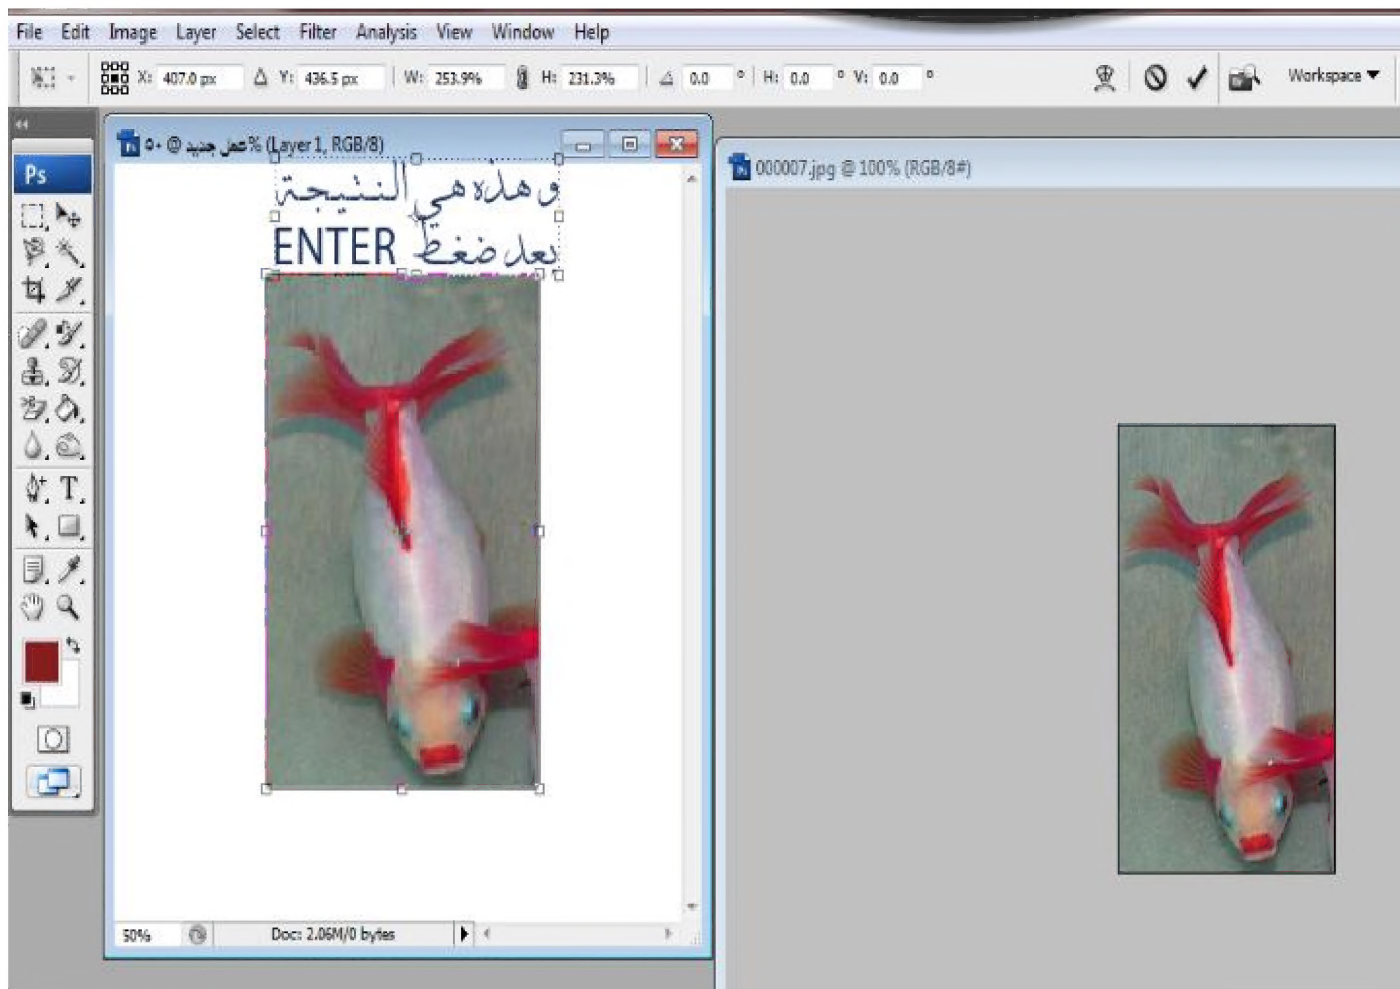 File Edit Image Layer Select Filter Analysis View Window Help
X: 407.0 px Δ Y: 436.5 px W: 253.9% H: 231.3% 0.0 ° H: 0.0 ° V: 0.0 ° Workspace
Ps
عمل جديد @ ٥٠% (Layer 1, RGB/8)
000007.jpg @ 100% (RGB/8#)
و هذه هي النتيجة
بعد ضغط ENTER
T
50% Doc: 2.06M/0 bytes